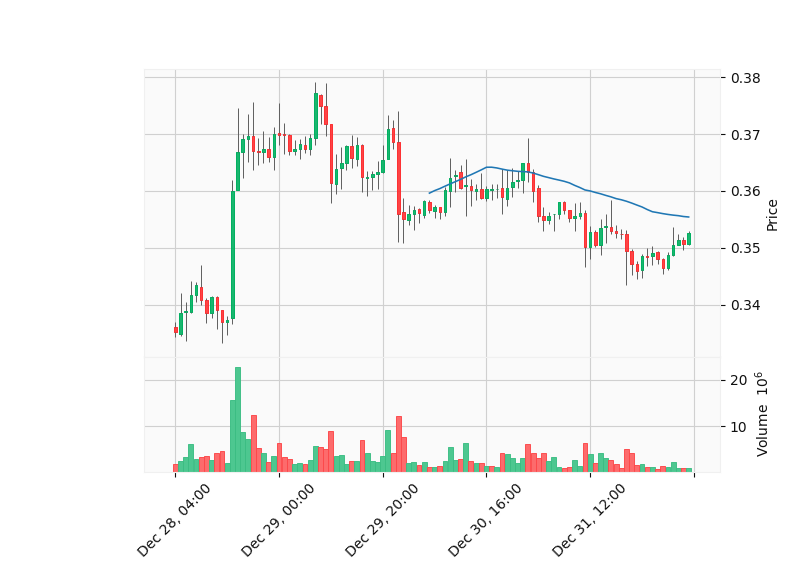 0.38
0.37
0.36
0.35
0.34
Price
20
10
Volume 10^6
Dec 28, 04:00
Dec 29, 00:00
Dec 29, 20:00
Dec 30, 16:00
Dec 31, 12:00